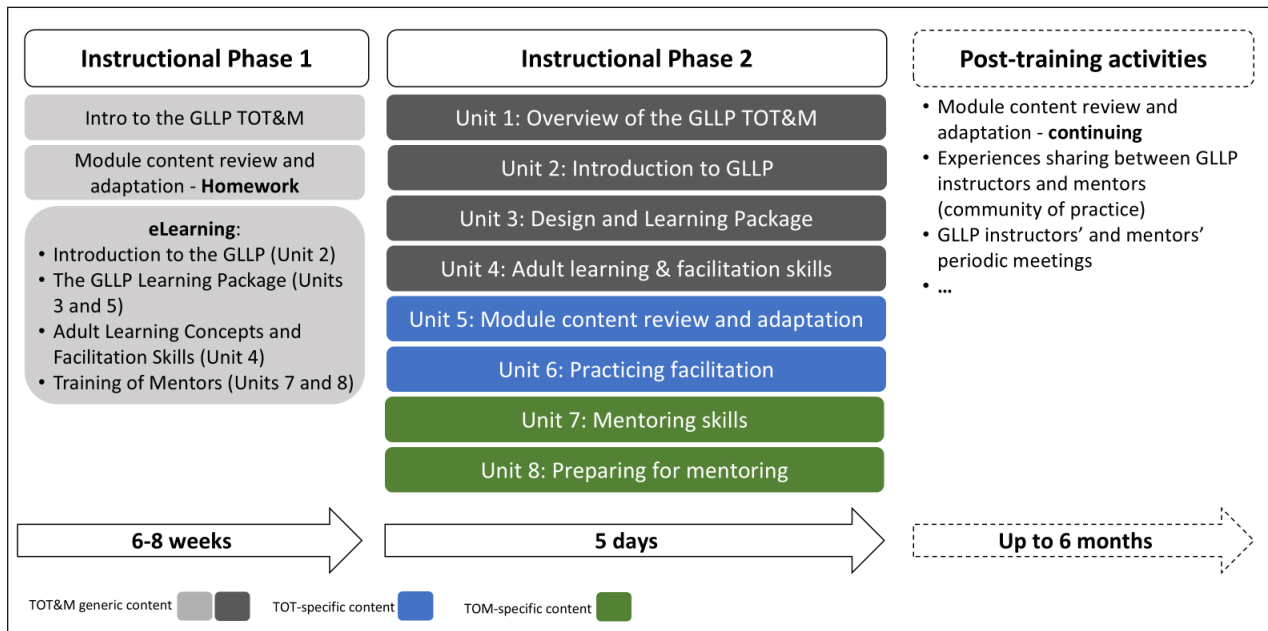 Instructional Phase 1
Intro to the GLLP TOT&M
Module content review and
adaptation - Homework
eLearning:
• Introduction to the GLLP (Unit 2)
• The GLLP Learning Package (Units
3 and 5)
• Adult Learning Concepts and
Facilitation Skills (Unit 4)
• Training of Mentors (Units 7 and 8)
6-8 weeks
Instructional Phase 2
Unit 1: Overview of the GLLP TOT&M
Unit 2: Introduction to GLLP
Unit 3: Design and Learning Package
Unit 4: Adult learning & facilitation skills
Unit 5: Module content review and adaptation
Unit 6: Practicing facilitation
Unit 7: Mentoring skills
Unit 8: Preparing for mentoring
5 days
Post-training activities
• Module content review and
adaptation - continuing
• Experiences sharing between GLLP
instructors and mentors
(community of practice)
• GLLP instructors’ and mentors’
periodic meetings
• ...
Up to 6 months
TOT&M generic content
TOT-specific content
TOM-specific content